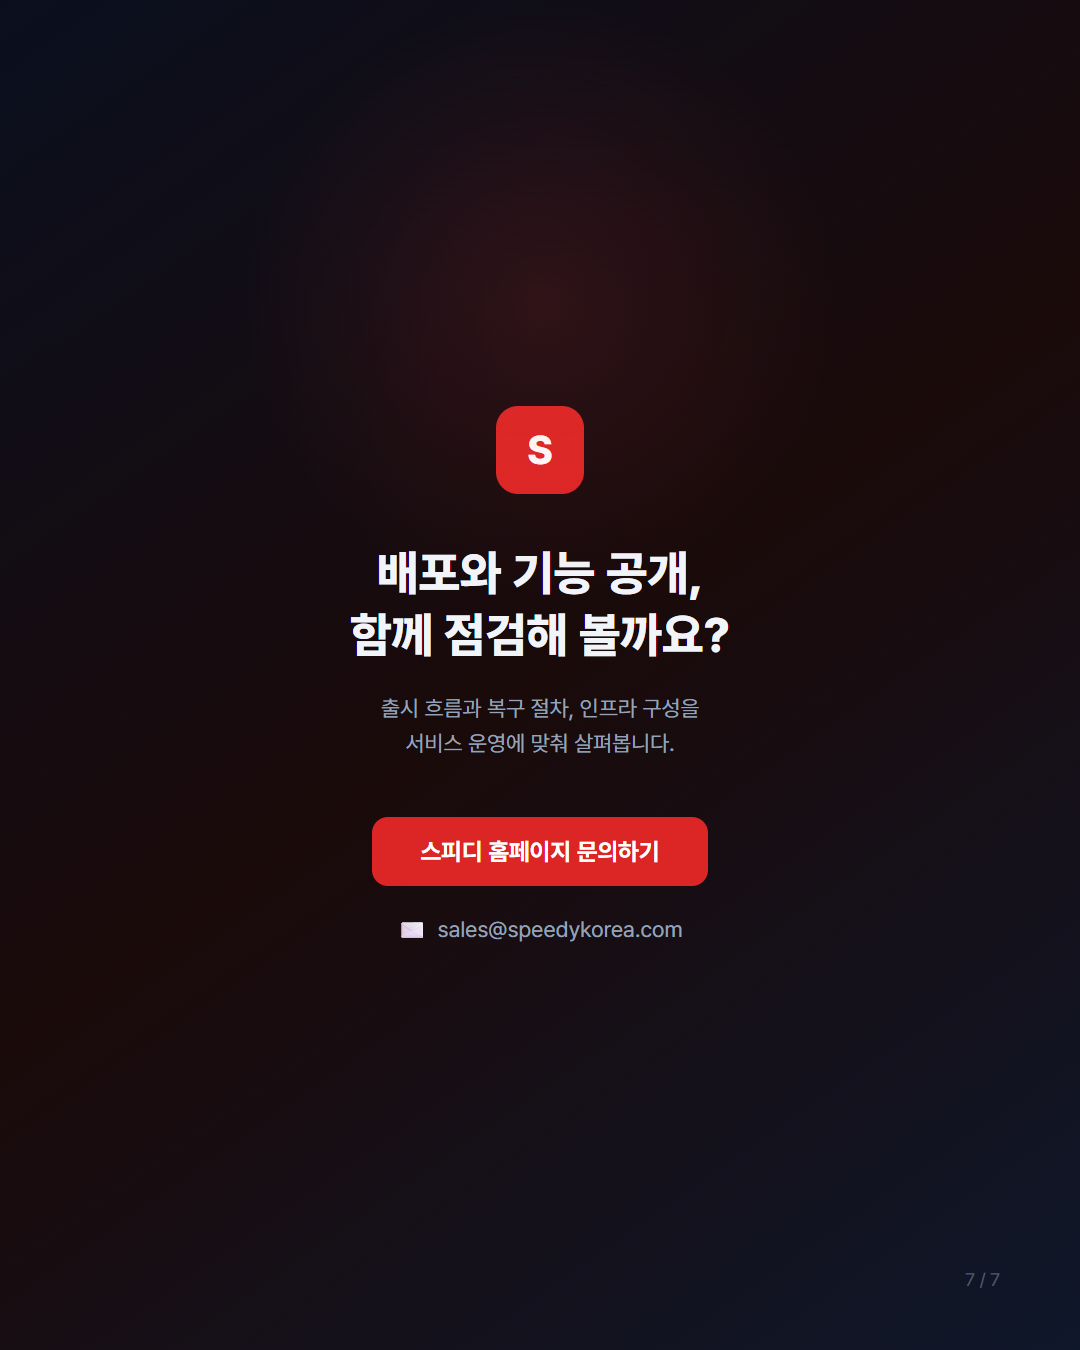 S
배포와 기능 공개,
함께 점검해 볼까요?
출시 흐름과 복구 절차, 인프라 구성을
서비스 운영에 맞춰 살펴봅니다.
스피디 홈페이지 문의하기
sales@speedykorea.com
7 / 7